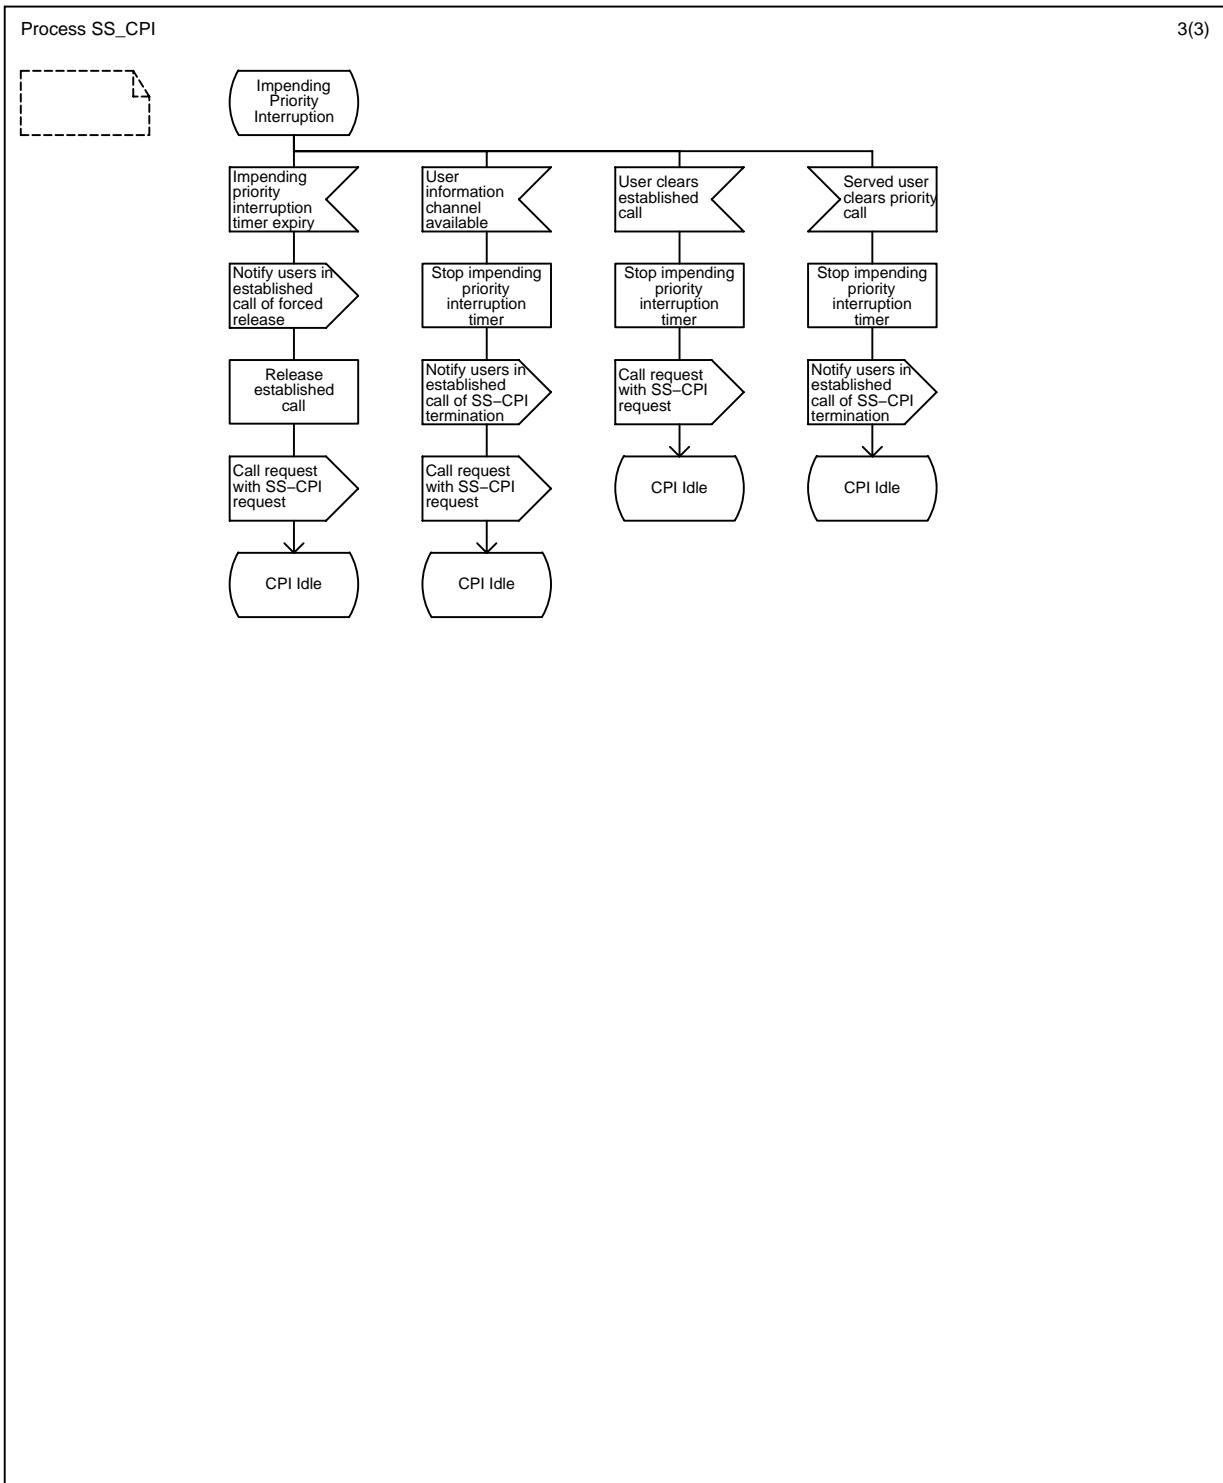 Process SS_CPI
3(3)
Impending
Priority
Interruption
Impending
priority
interruption
timer expiry
User
information
channel
available
User clears
established
call
Served user
clears priority
call
Notify users in
established
call of forced
release
Stop impending
priority
interruption
timer
Stop impending
priority
interruption
timer
Stop impending
priority
interruption
timer
Release
established
call
Notify users in
established
call of SS−CPI
termination
Call request
with SS−CPI
request
Notify users in
established
call of SS−CPI
termination
Call request
with SS−CPI
request
Call request
with SS−CPI
request
CPI Idle
CPI Idle
CPI Idle
CPI Idle